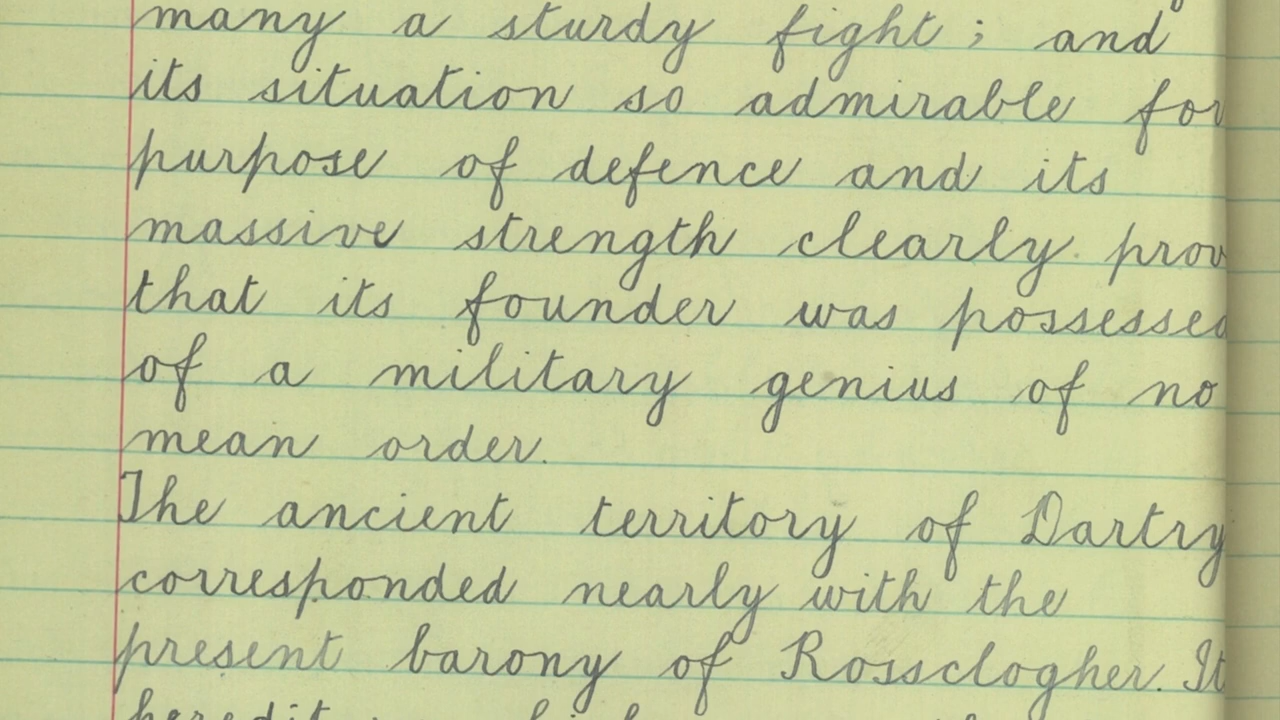 many a sturdy fight ; and
its situation so admirable for
purpose of defence and its
massive strength clearly prov
that its founder was possessed
of a military genius of no
mean order.
The ancient territory of Dartry
corresponded nearly with the
present barony of Rossclogher. It